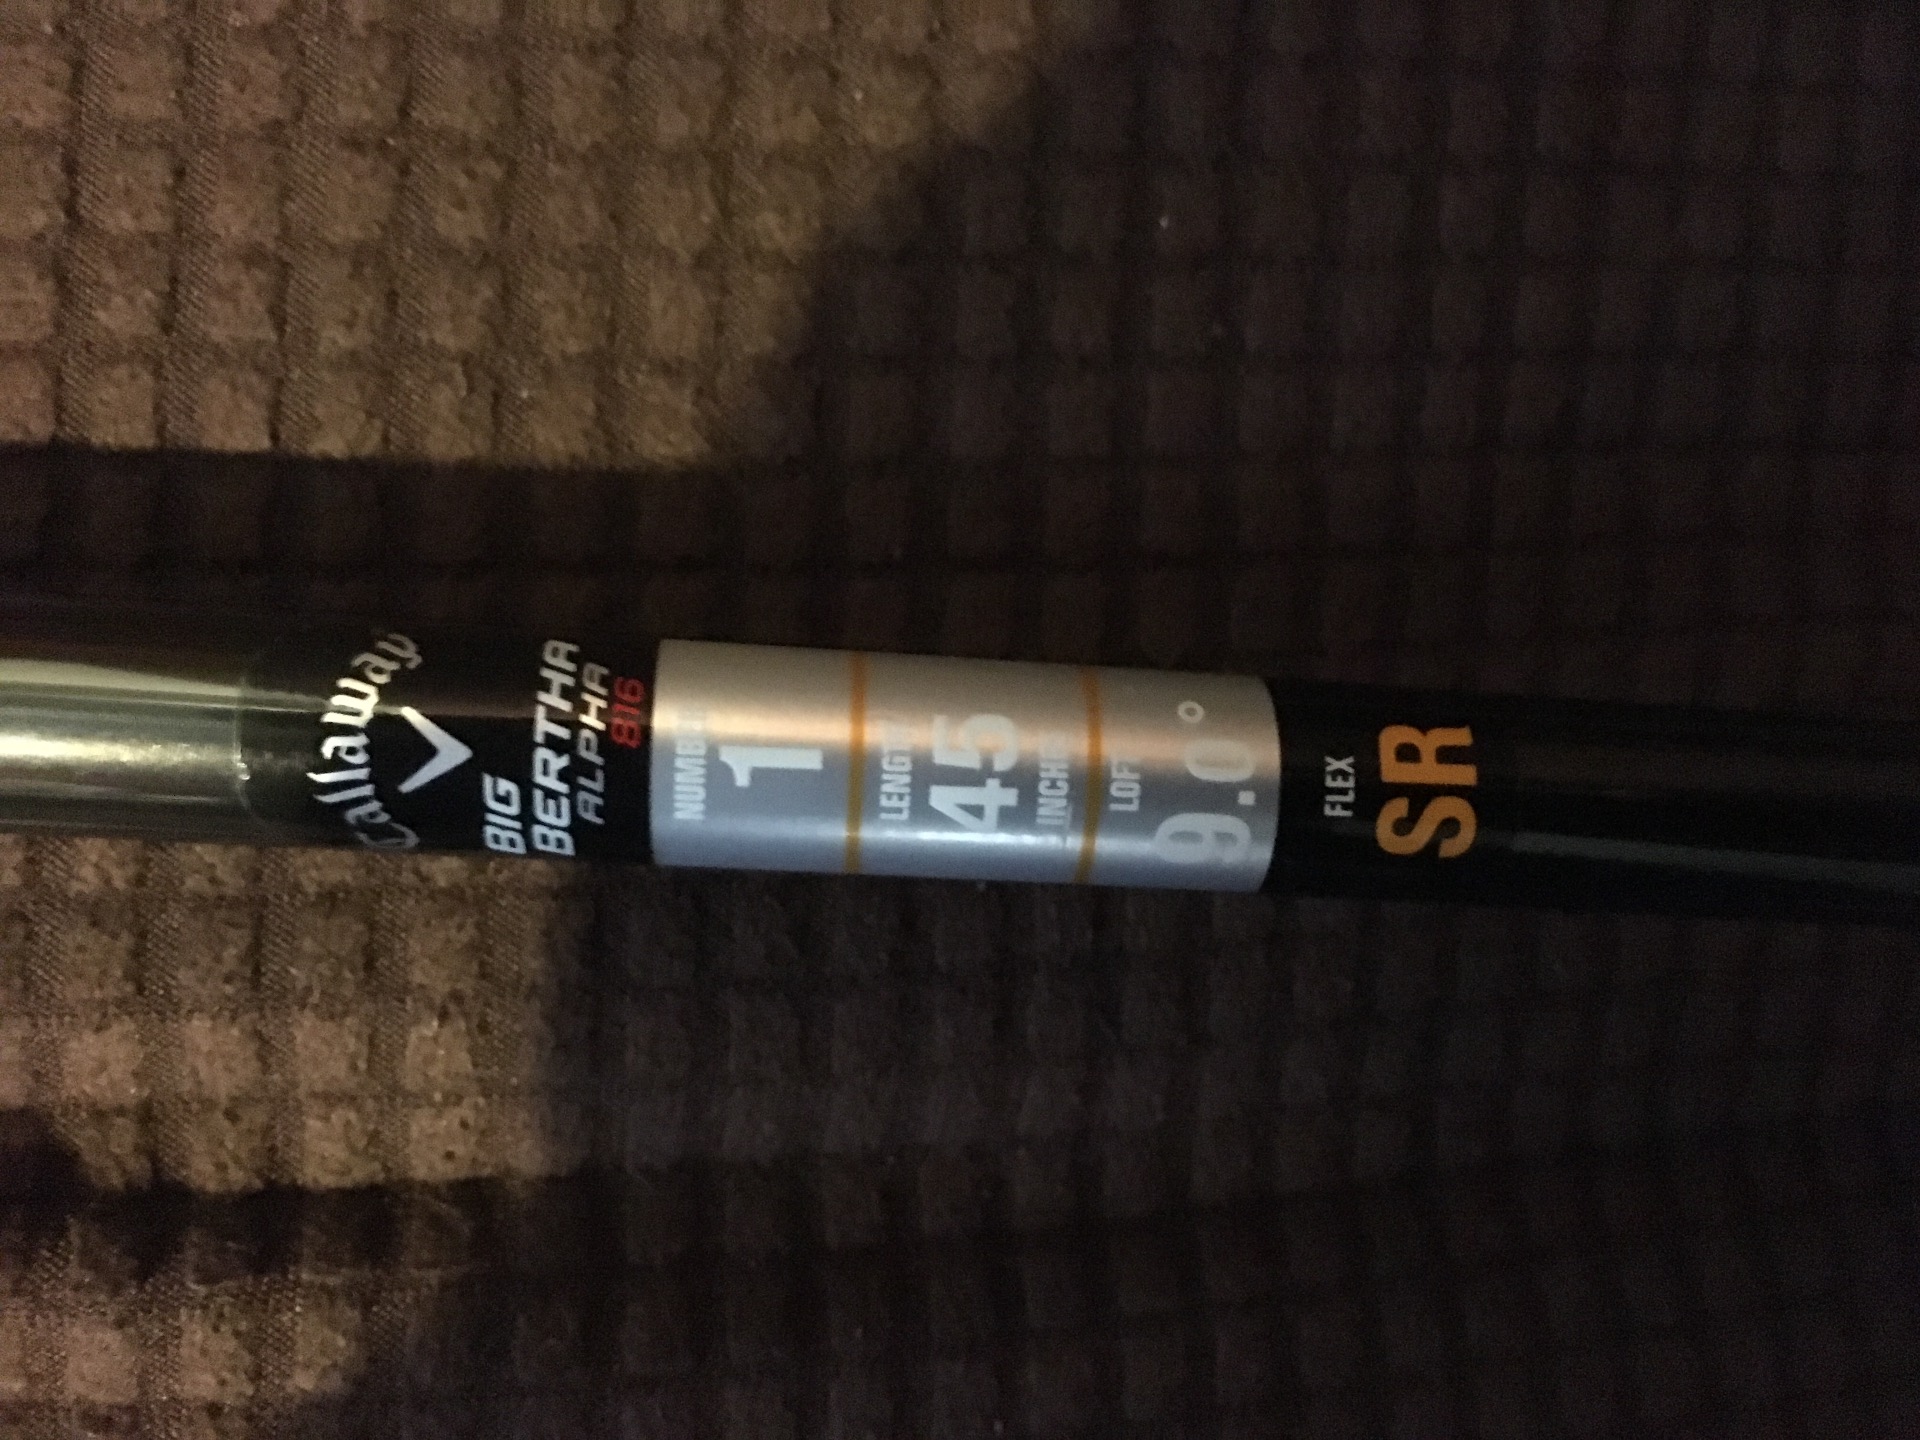 Callaway
BIG
BERTHA
ALPHA
816
NUMBER
1
LENGTH
45
INCHES
LOFT
9.0°
FLEX
SR